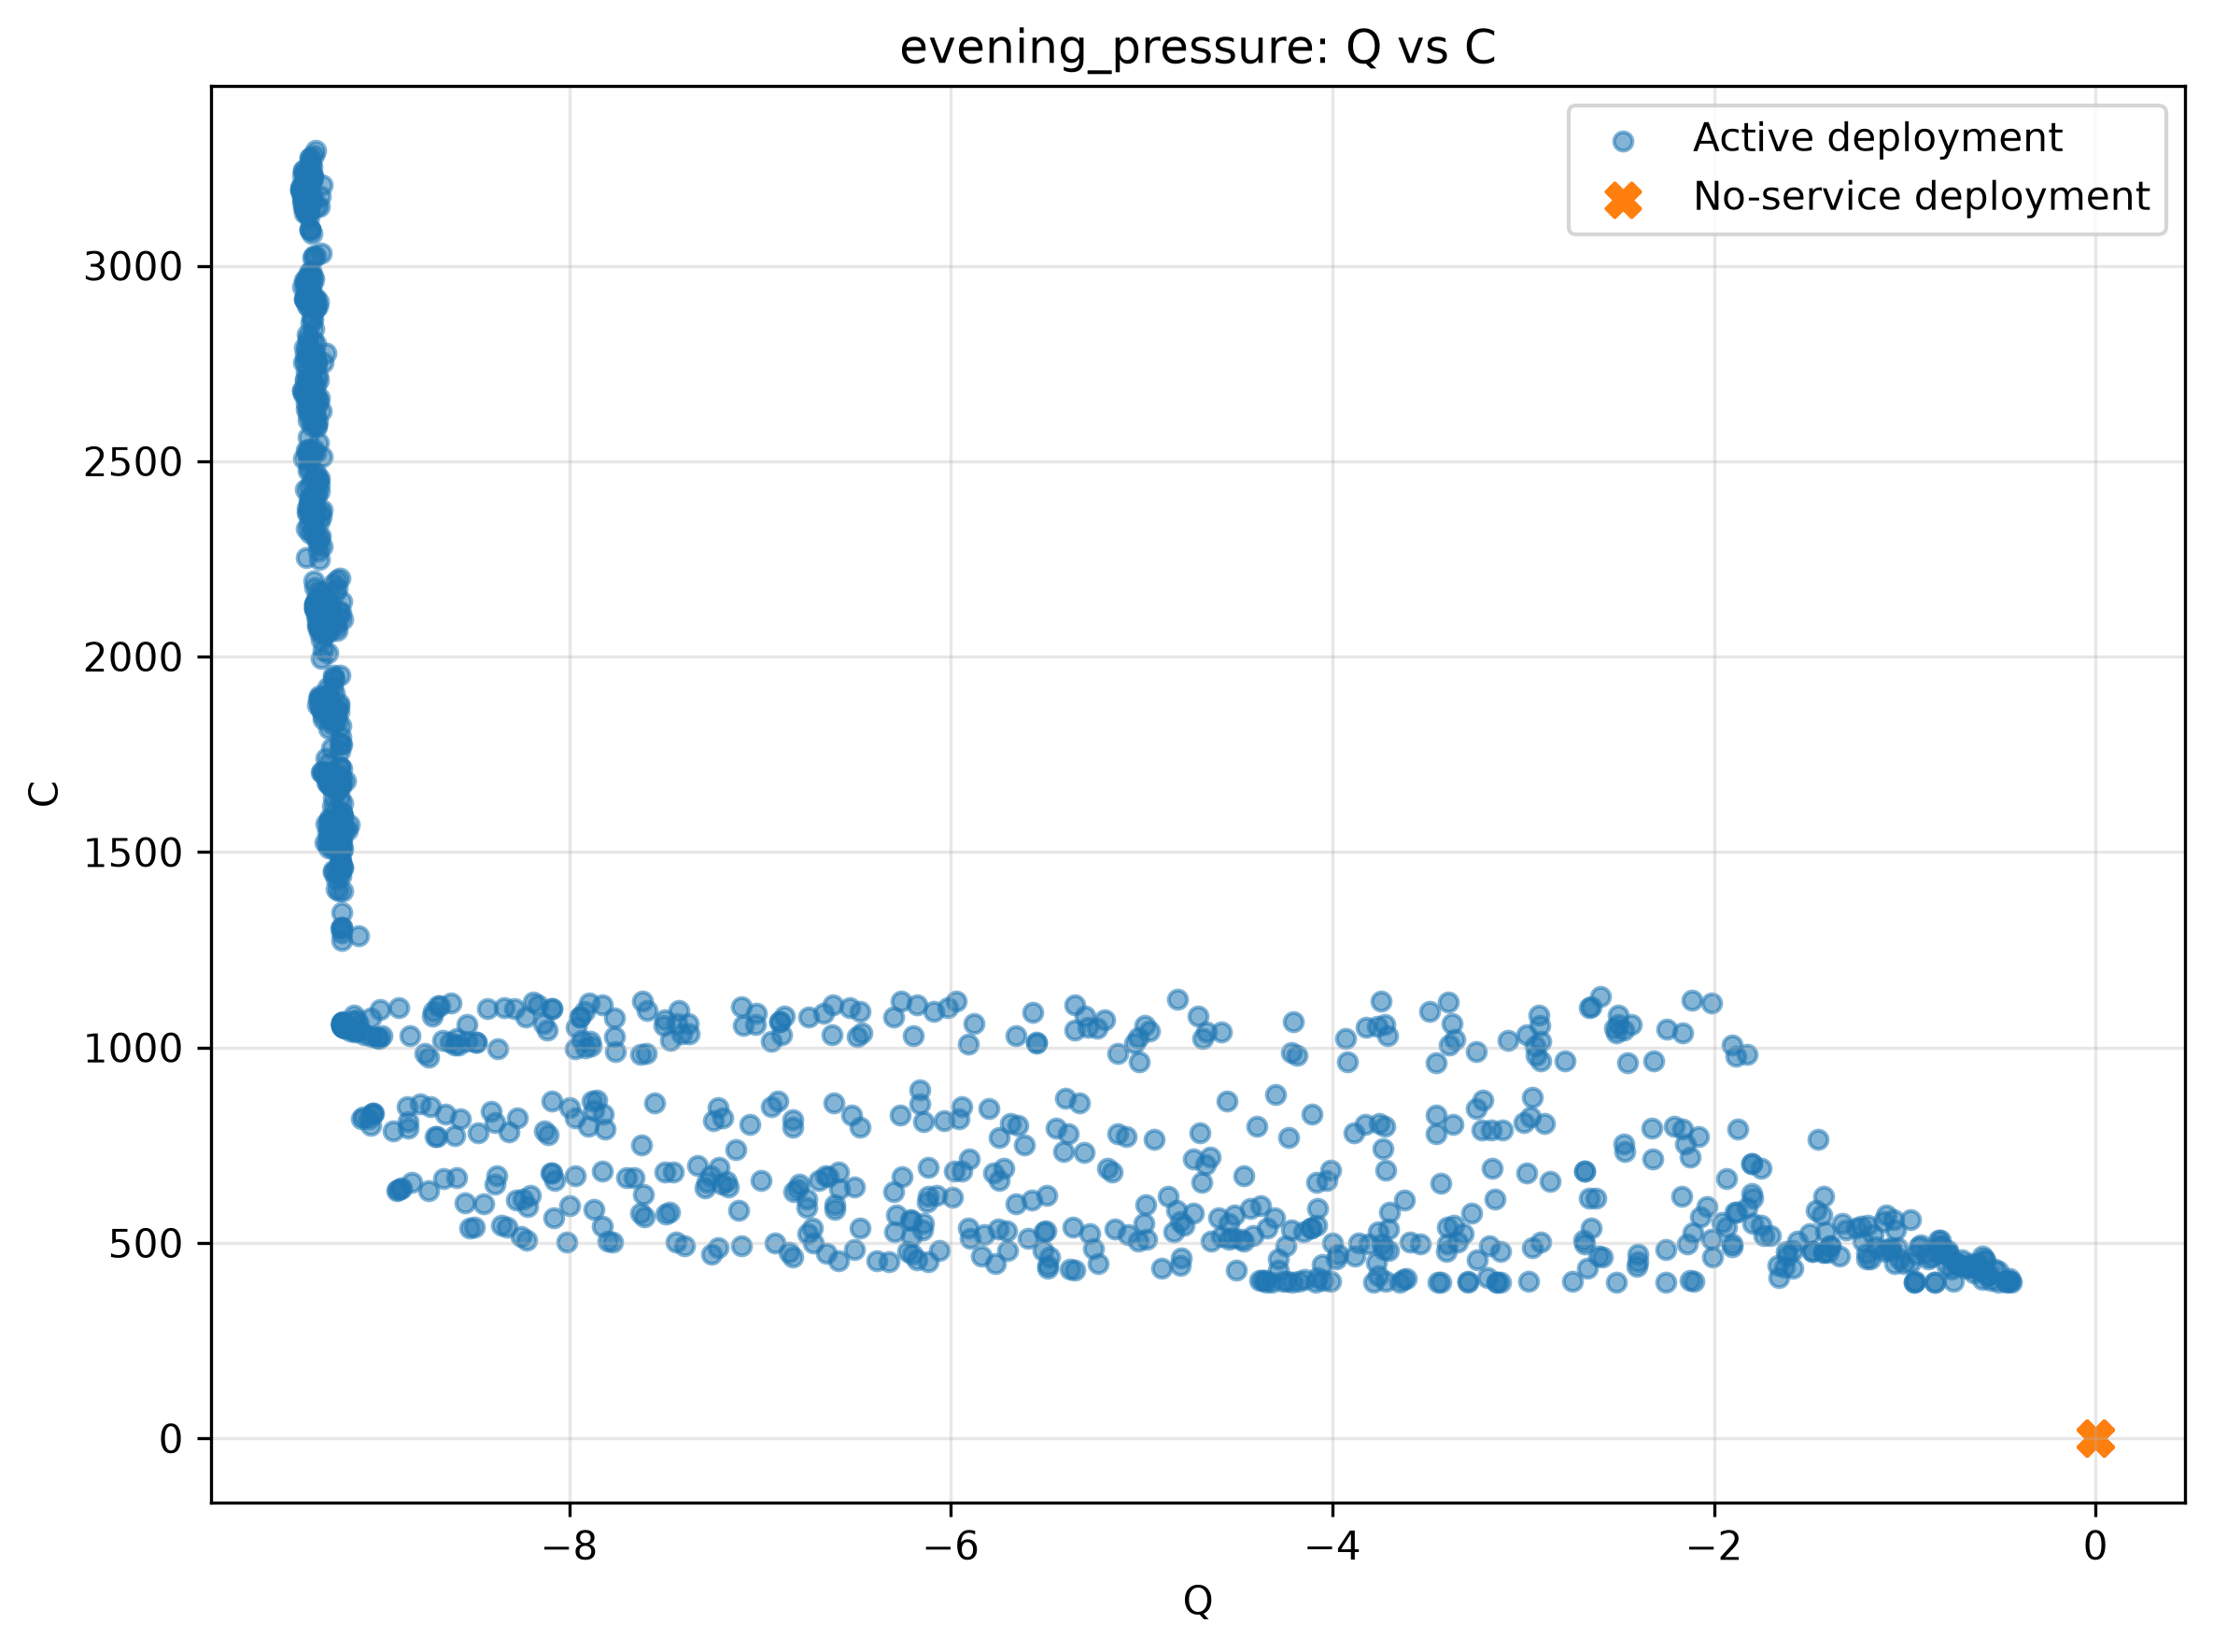 evening_pressure: Q vs C
Active deployment
No-service deployment
3000
2500
2000
1500
1000
500
0
C
−8
−6
−4
−2
0
Q